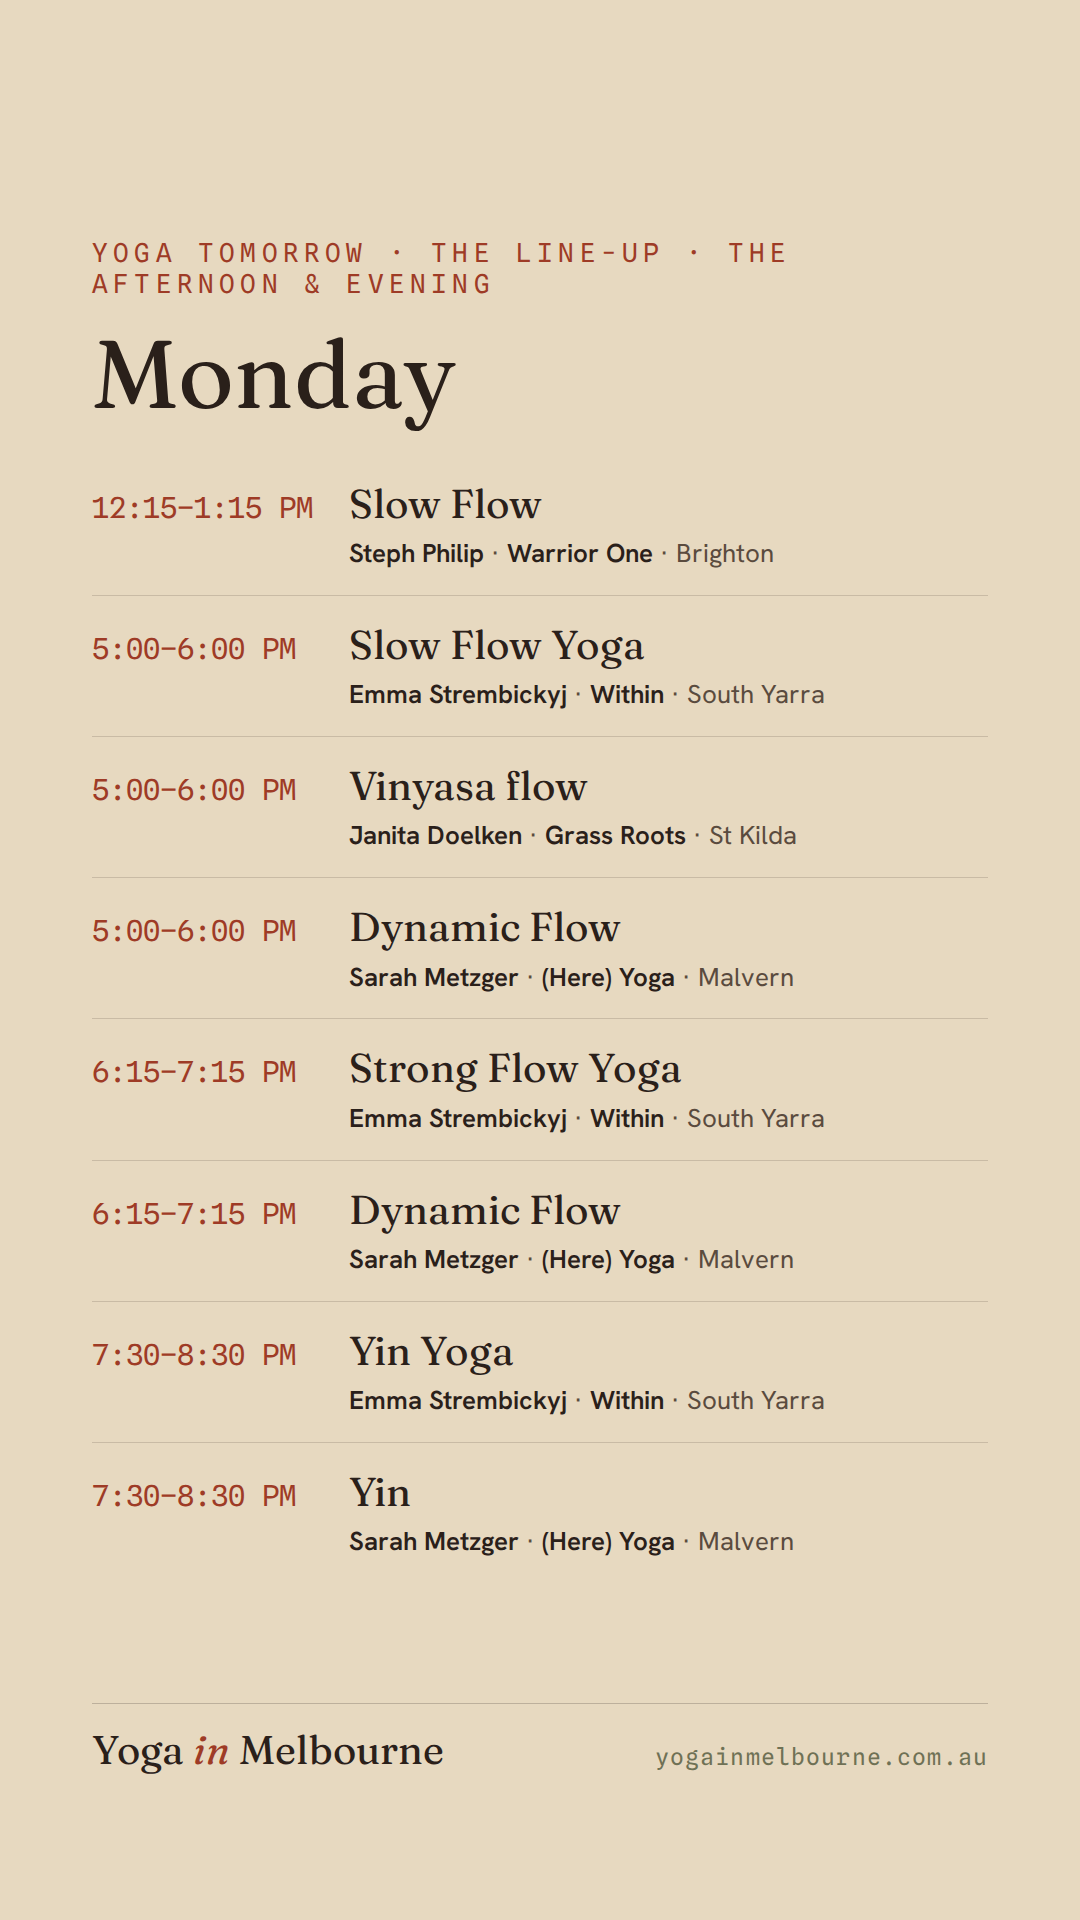 YOGA TOMORROW · THE LINE-UP · THE
AFTERNOON & EVENING
Monday
12:15–1:15 PM Slow Flow
Steph Philip · Warrior One · Brighton
5:00–6:00 PM Slow Flow Yoga
Emma Strembickyj · Within · South Yarra
5:00–6:00 PM Vinyasa flow
Janita Doelken · Grass Roots · St Kilda
5:00–6:00 PM Dynamic Flow
Sarah Metzger · (Here) Yoga · Malvern
6:15–7:15 PM Strong Flow Yoga
Emma Strembickyj · Within · South Yarra
6:15–7:15 PM Dynamic Flow
Sarah Metzger · (Here) Yoga · Malvern
7:30–8:30 PM Yin Yoga
Emma Strembickyj · Within · South Yarra
7:30–8:30 PM Yin
Sarah Metzger · (Here) Yoga · Malvern
Yoga in Melbourne yogainmelbourne.com.au